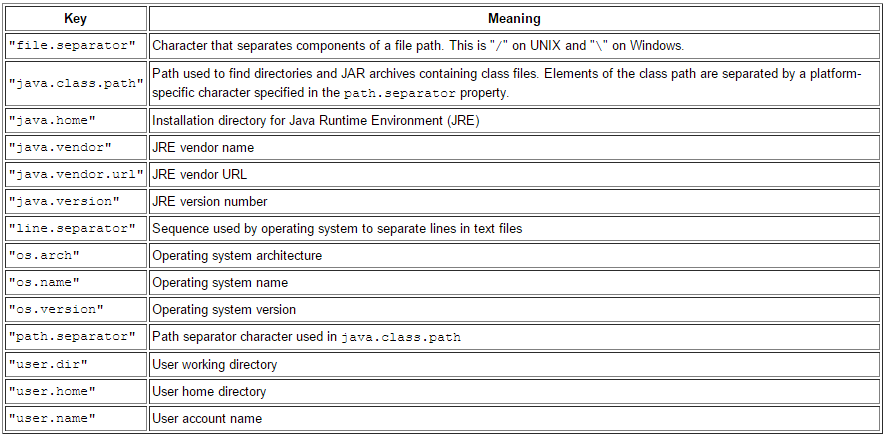 Key Meaning
"file.separator" Character that separates components of a file path. This is "/" on UNIX and "\" on Windows.
"java.class.path" Path used to find directories and JAR archives containing class files. Elements of the class path are separated by a platform-
specific character specified in the path.separator property.
"java.home" Installation directory for Java Runtime Environment (JRE)
"java.vendor" JRE vendor name
"java.vendor.url" JRE vendor URL
"java.version" JRE version number
"line.separator" Sequence used by operating system to separate lines in text files
"os.arch" Operating system architecture
"os.name" Operating system name
"os.version" Operating system version
"path.separator" Path separator character used in java.class.path
"user.dir" User working directory
"user.home" User home directory
"user.name" User account name